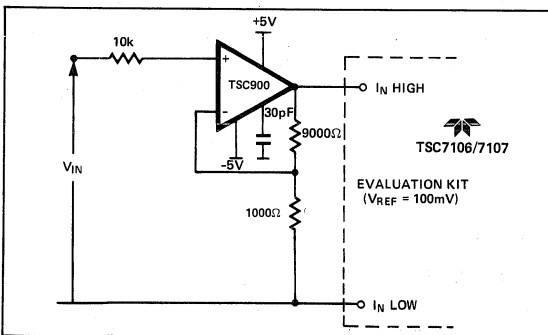 +5V
10k
+
TSC900
-
30pF
9000Ω
-5V
VIN
1000Ω
IN HIGH
TSC7106/7107
EVALUATION KIT
(VREF = 100mV)
IN LOW